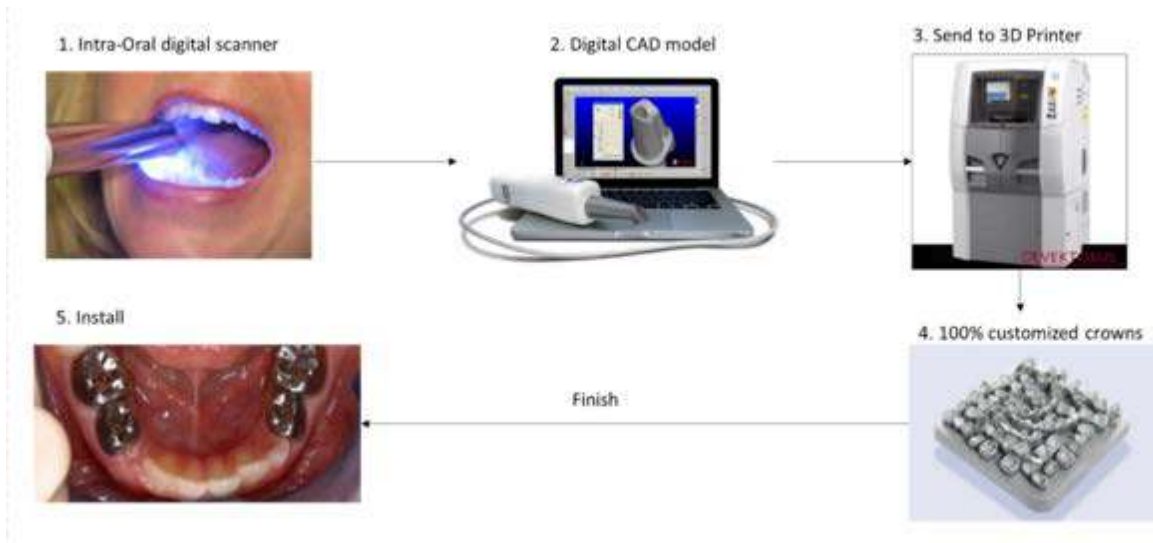 1. Intra-Oral digital scanner
2. Digital CAD model
3. Send to 3D Printer
4. 100% customized crowns
Finish
5. Install